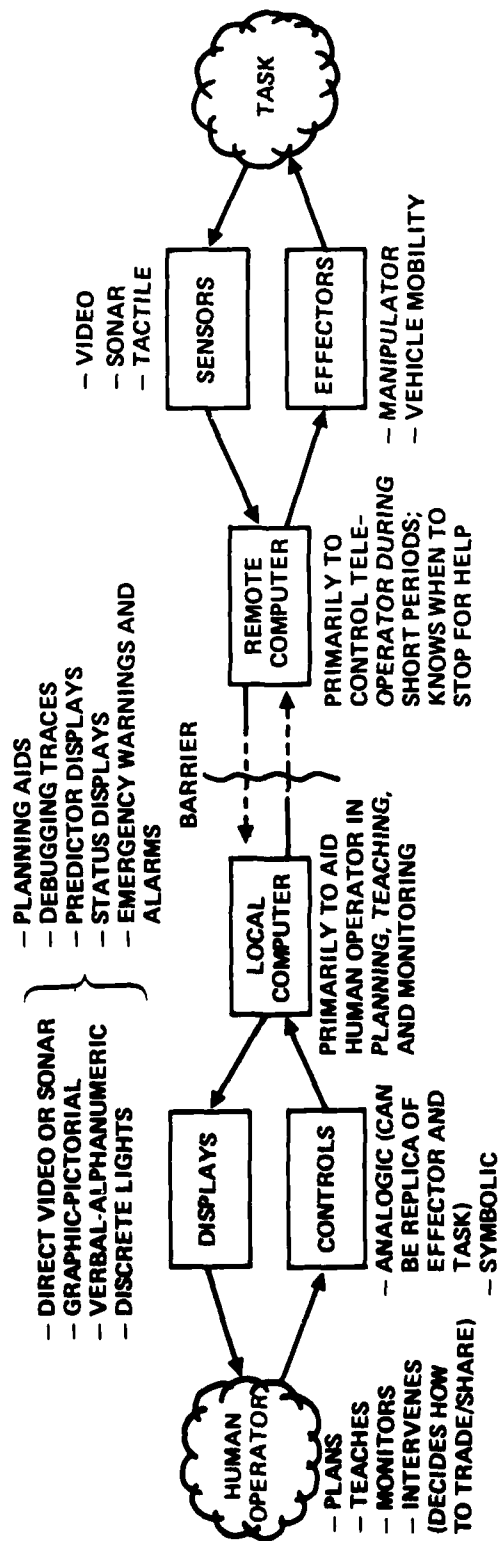 – DIRECT VIDEO OR SONAR
– GRAPHIC-PICTORIAL
– VERBAL-ALPHANUMERIC
– DISCRETE LIGHTS
– PLANNING AIDS
– DEBUGGING TRACES
– PREDICTOR DISPLAYS
– STATUS DISPLAYS
– EMERGENCY WARNINGS AND
ALARMS
– VIDEO
– SONAR
– TACTILE
HUMAN
OPERATOR
DISPLAYS
CONTROLS
LOCAL
COMPUTER
BARRIER
REMOTE
COMPUTER
SENSORS
EFFECTORS
TASK
– PLANS
– TEACHES
– MONITORS
– INTERVENES
(DECIDES HOW
TO TRADE/SHARE)
– ANALOGIC (CAN
BE REPLICA OF
EFFECTOR AND
TASK)
– SYMBOLIC
PRIMARILY TO AID
HUMAN OPERATOR IN
PLANNING, TEACHING,
AND MONITORING
PRIMARILY TO
CONTROL TELE-
OPERATOR DURING
SHORT PERIODS;
KNOWS WHEN TO
STOP FOR HELP
– MANIPULATOR
– VEHICLE MOBILITY